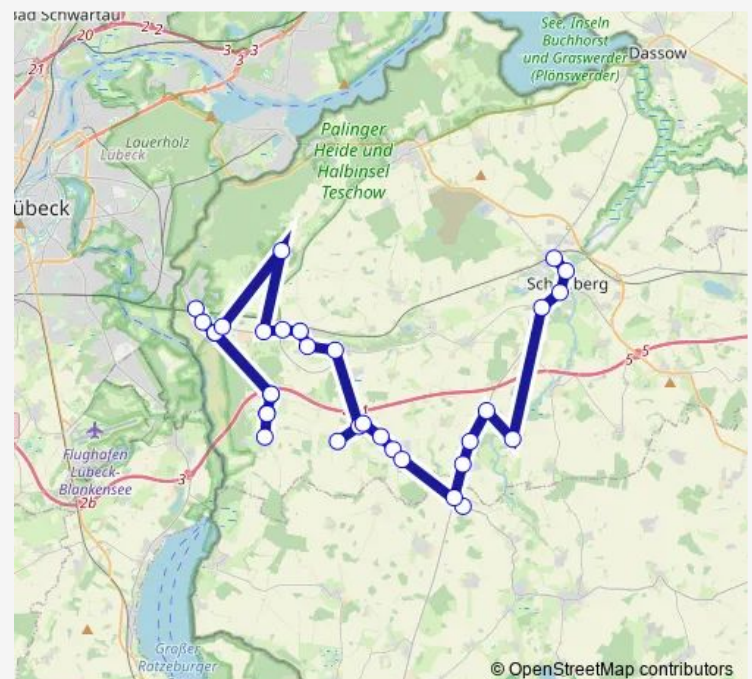 Bad Schwartau
20
2
2
3
3
21
3
See, Inseln
Buchhorst
und Graswerder
(Plönswerder)
Dassow
Lauerholz
Lübeck
Palinger
Heide und
Halbinsel
Teschow
übeck
Sch berg
5
5
1
Flughafen
Lübeck-
Blankensee
3
2b
Großer
Ratzeburger
© OpenStreetMap contributors